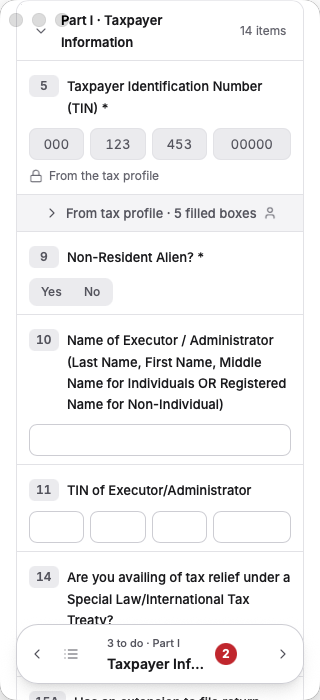 Part I · Taxpayer
Information
14 items
5
Taxpayer Identification Number
(TIN) *
000 123 453 00000
From the tax profile
From tax profile · 5 filled boxes
9
Non-Resident Alien? *
Yes No
10
Name of Executor / Administrator
(Last Name, First Name, Middle
Name for Individuals OR Registered
Name for Non-Individual)
11
TIN of Executor/Administrator
14
Are you availing of tax relief under a
Special Law/International Tax
Treaty?
3 to do · Part I
Taxpayer Inf...
2